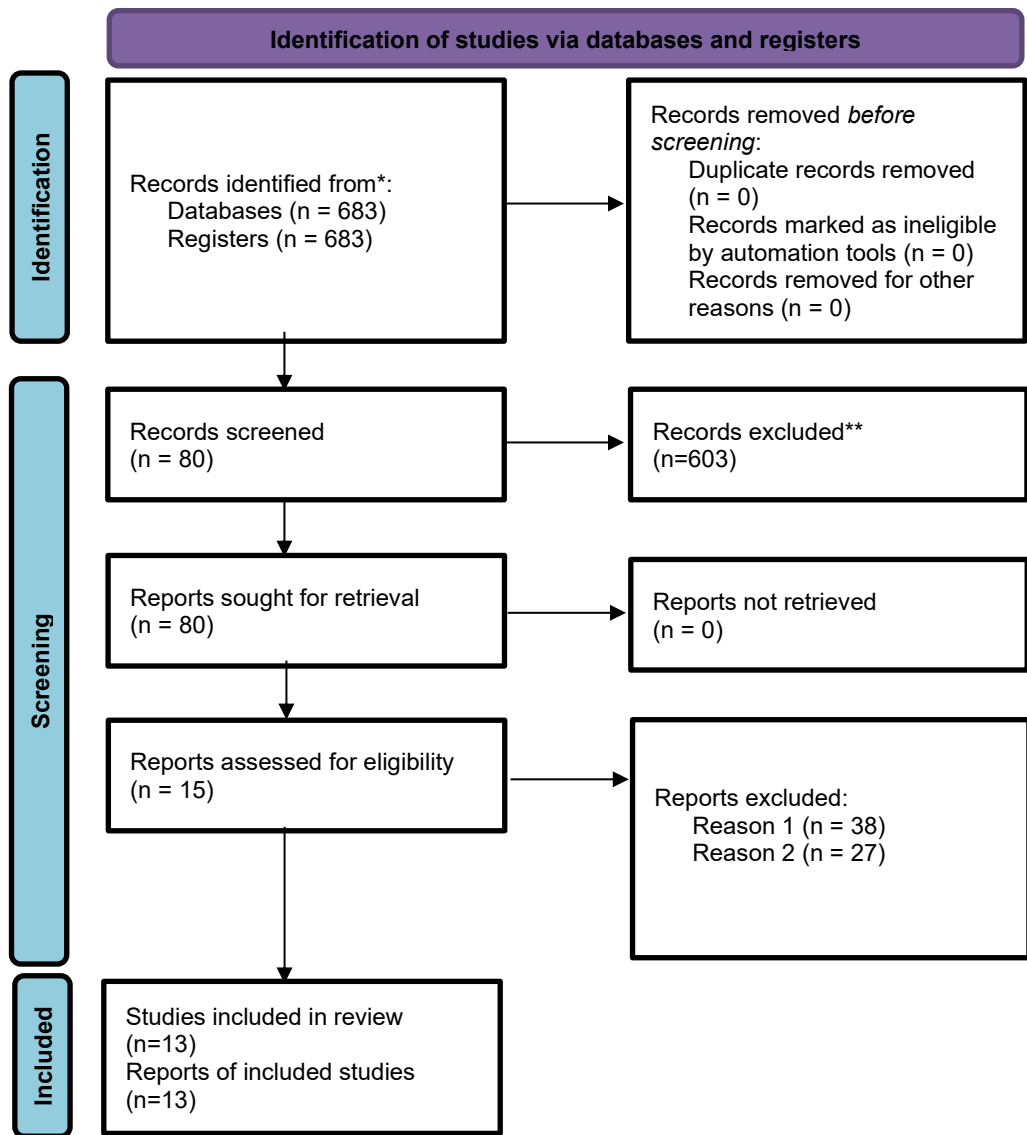 Identification of studies via databases and registers
Identification
Records identified from*:
Databases (n = 683)
Registers (n = 683)
Records removed before
screening:
Duplicate records removed
(n = 0)
Records marked as ineligible
by automation tools (n = 0)
Records removed for other
reasons (n = 0)
Screening
Records screened
(n = 80)
Records excluded**
(n=603)
Reports sought for retrieval
(n = 80)
Reports not retrieved
(n = 0)
Reports assessed for eligibility
(n = 15)
Reports excluded:
Reason 1 (n = 38)
Reason 2 (n = 27)
Included
Studies included in review
(n=13)
Reports of included studies
(n=13)